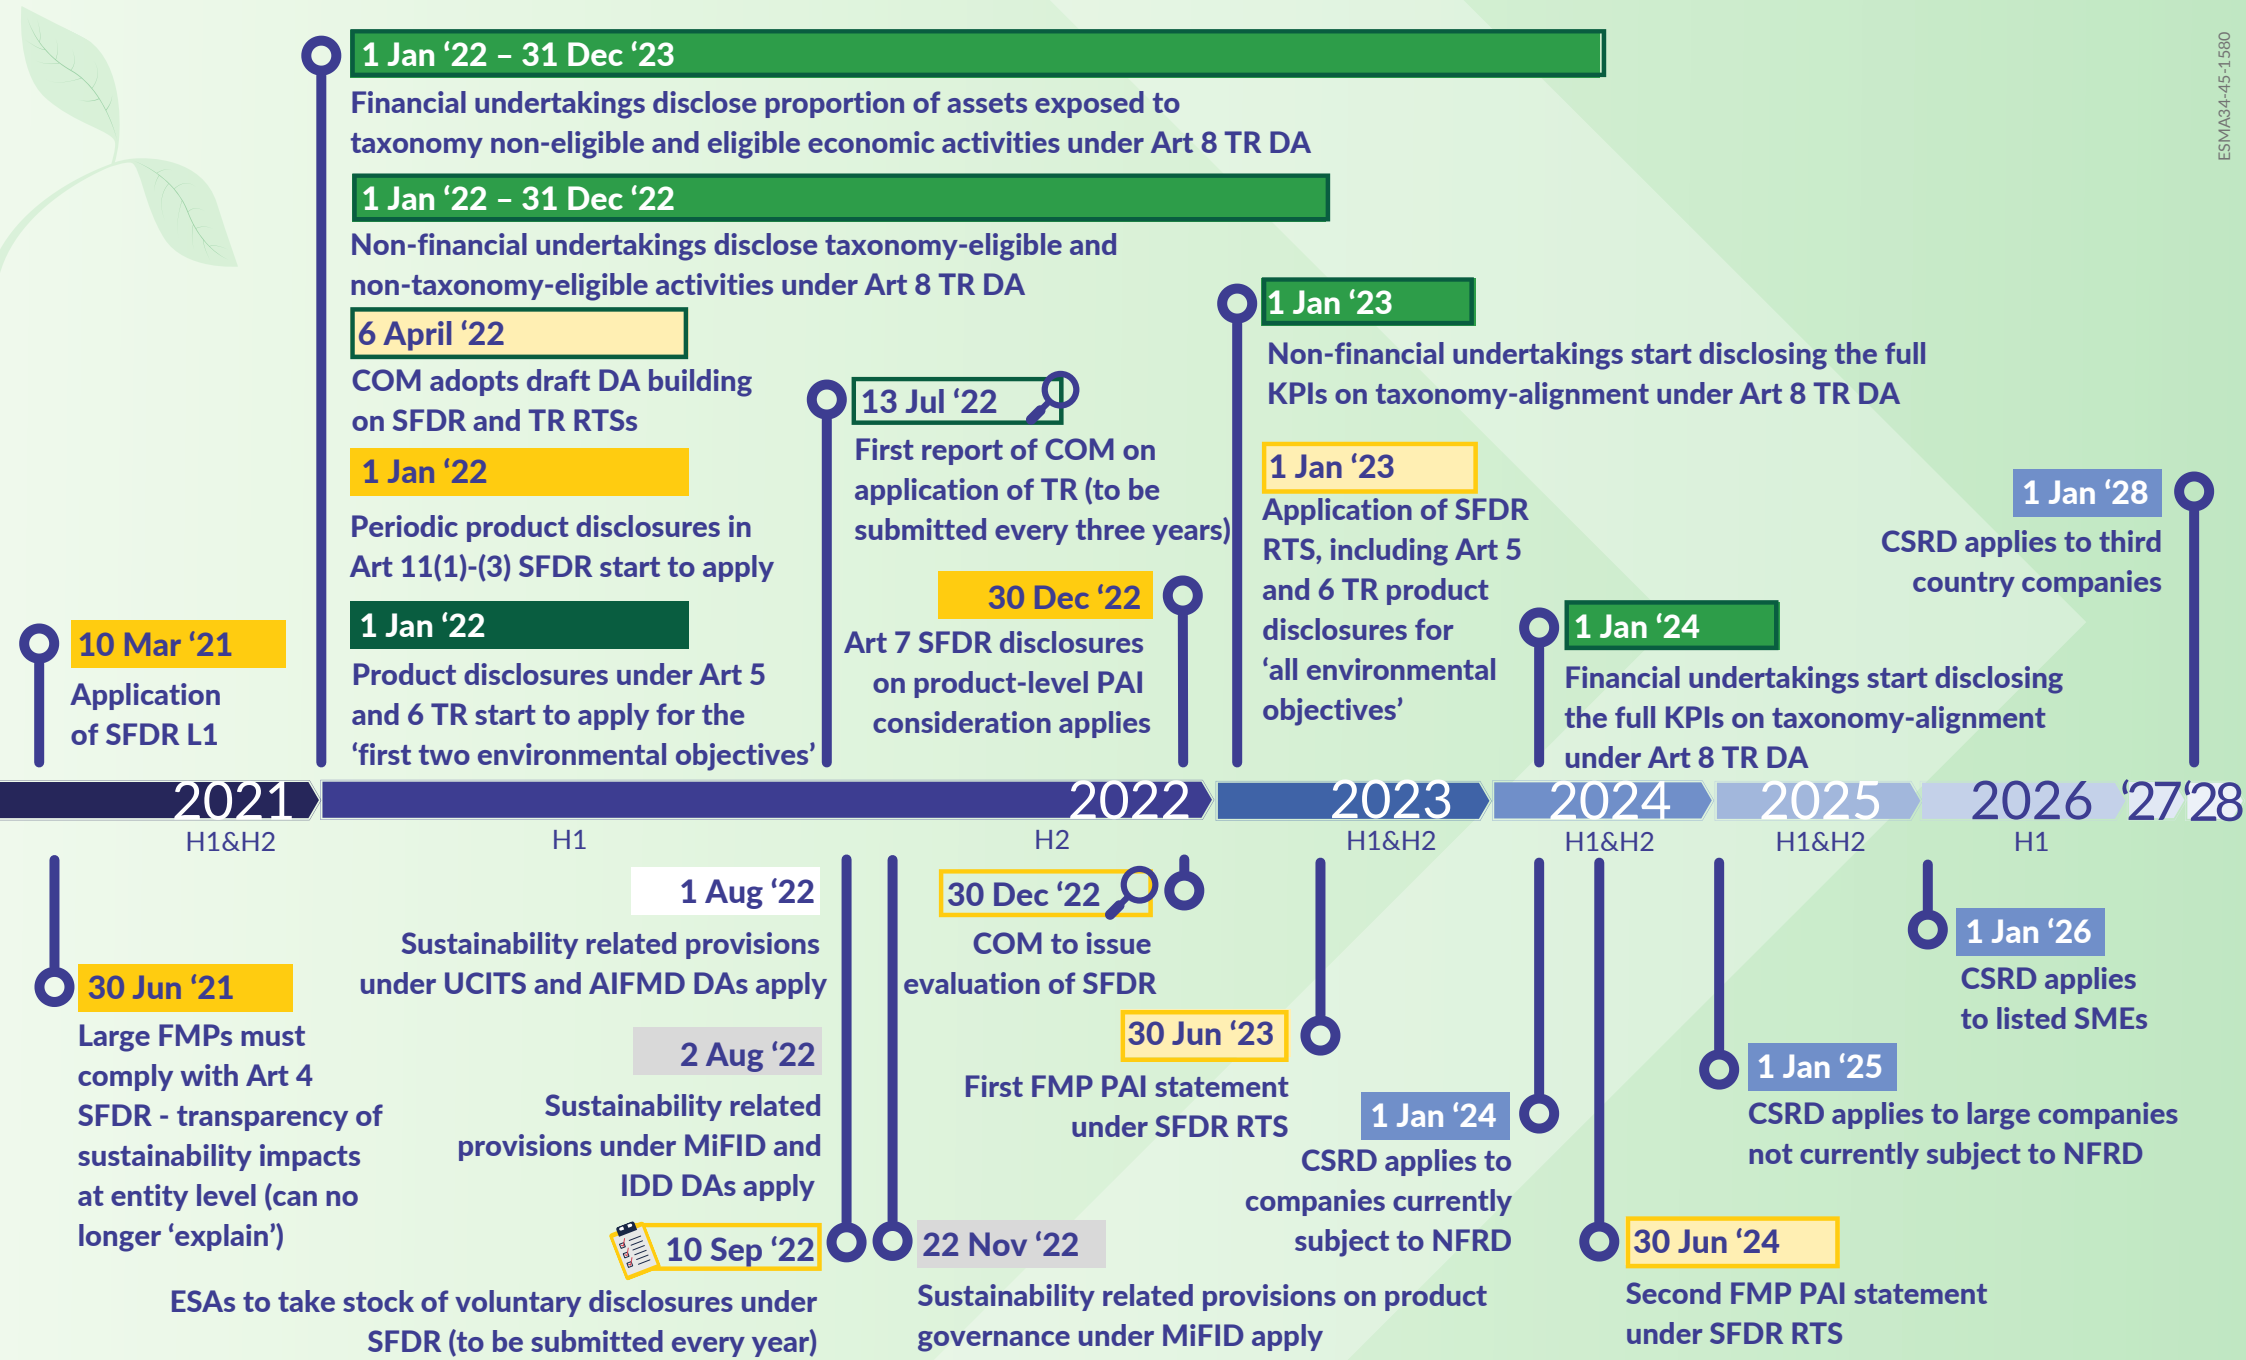 ESMA34-45-1580
1 Jan ‘22 – 31 Dec ‘23
Financial undertakings disclose proportion of assets exposed to
taxonomy non-eligible and eligible economic activities under Art 8 TR DA
1 Jan ‘22 – 31 Dec ‘22
Non-financial undertakings disclose taxonomy-eligible and
non-taxonomy-eligible activities under Art 8 TR DA
6 April ‘22
COM adopts draft DA building
on SFDR and TR RTSs
1 Jan ‘22
Periodic product disclosures in
Art 11(1)-(3) SFDR start to apply
1 Jan ‘22
Product disclosures under Art 5
and 6 TR start to apply for the
‘first two environmental objectives’
10 Mar ‘21
Application
of SFDR L1
13 Jul ‘22
First report of COM on
application of TR (to be
submitted every three years)
30 Dec ‘22
Art 7 SFDR disclosures
on product-level PAI
consideration applies
1 Jan ‘23
Non-financial undertakings start disclosing the full
KPIs on taxonomy-alignment under Art 8 TR DA
1 Jan ‘23
Application of SFDR
RTS, including Art 5
and 6 TR product
disclosures for
‘all environmental
objectives’
1 Jan ‘24
Financial undertakings start disclosing
the full KPIs on taxonomy-alignment
under Art 8 TR DA
1 Jan ‘28
CSRD applies to third
country companies
2021 2022 2023 2024 2025 2026 ‘27 ‘28
H1&H2 H1 H2 H1&H2 H1&H2 H1&H2 H1
30 Jun ‘21
Large FMPs must
comply with Art 4
SFDR - transparency of
sustainability impacts
at entity level (can no
longer ‘explain’)
1 Aug ‘22
Sustainability related provisions
under UCITS and AIFMD DAs apply
2 Aug ‘22
Sustainability related
provisions under MiFID and
IDD DAs apply
10 Sep ‘22
ESAs to take stock of voluntary disclosures under
SFDR (to be submitted every year)
22 Nov ‘22
Sustainability related provisions on product
governance under MiFID apply
30 Dec ‘22
COM to issue
evaluation of SFDR
30 Jun ‘23
First FMP PAI statement
under SFDR RTS
1 Jan ‘24
CSRD applies to
companies currently
subject to NFRD
30 Jun ‘24
Second FMP PAI statement
under SFDR RTS
1 Jan ‘25
CSRD applies to large companies
not currently subject to NFRD
1 Jan ‘26
CSRD applies
to listed SMEs